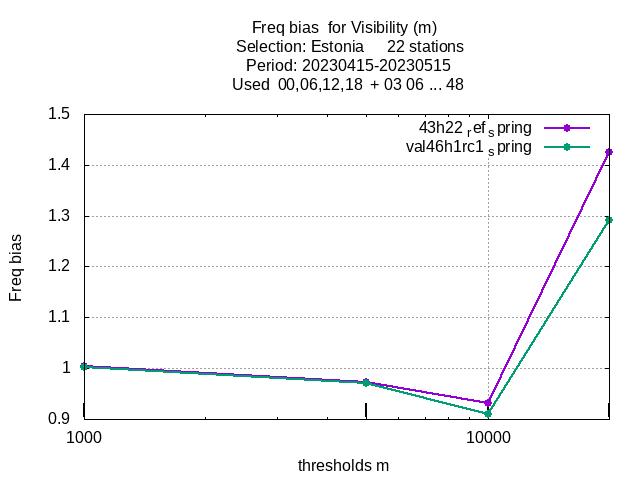 Freq bias  for Visibility (m)
Selection: Estonia     22 stations
Period: 20230415-20230515
Used  00,06,12,18  + 03 06 ... 48
1.5
43h22 ref spring
val46h1rc1 spring
1.4
1.3
1.2
1.1
1
0.9
Freq bias
1000
10000
thresholds m